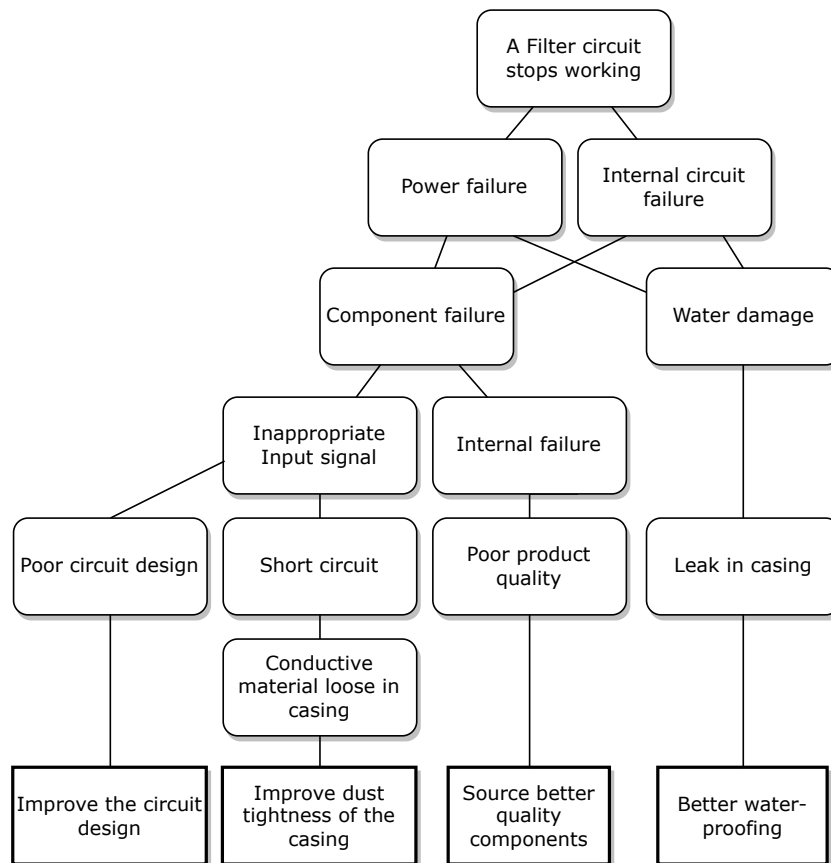 A Filter circuit
stops working
Power failure
Internal circuit
failure
Component failure
Water damage
Inappropriate
Input signal
Internal failure
Poor circuit design
Short circuit
Poor product
quality
Leak in casing
Conductive
material loose in
casing
Improve the circuit
design
Improve dust
tightness of the
casing
Source better
quality
components
Better water-
proofing